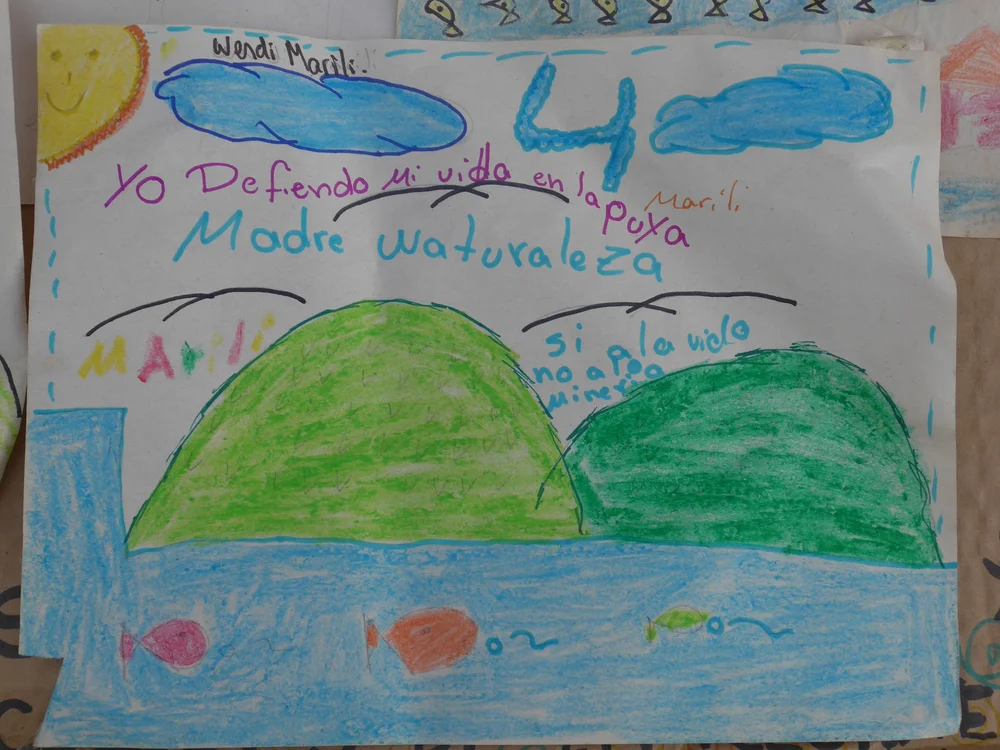 Wendi Marili.
4
Yo Defiendo mi vida en la puya
Marili
Madre naturaleza
MArili
si a la vida
no a la
mineria